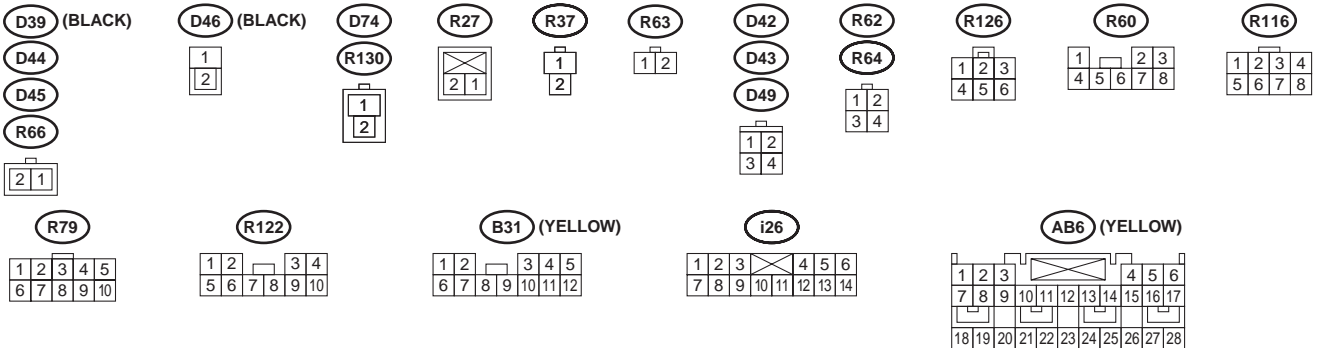 D39 (BLACK)
D44
D45
R66
2 1
D46 (BLACK)
1
2
D74
R130
1
2
R27
2 1
R37
1
2
R63
1 2
D42
D43
D49
1 2
3 4
R62
R64
1 2
3 4
R126
1 2 3
4 5 6
R60
1 2 3
4 5 6 7 8
R116
1 2 3 4
5 6 7 8
R79
1 2 3 4 5
6 7 8 9 10
R122
1 2 3 4
5 6 7 8 9 10
B31 (YELLOW)
1 2 3 4 5
6 7 8 9 10 11 12
i26
1 2 3 4 5 6
7 8 9 10 11 12 13 14
AB6 (YELLOW)
1 2 3 4 5 6
7 8 9 10 11 12 13 14 15 16 17
18 19 20 21 22 23 24 25 26 27 28